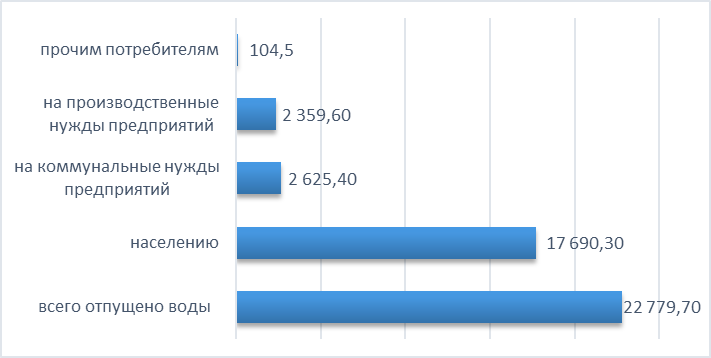 прочим потребителям 104,5
на производственные
нужды предприятий 2 359,60
на коммунальные нужды
предприятий 2 625,40
населению 17 690,30
всего отпущено воды 22 779,70